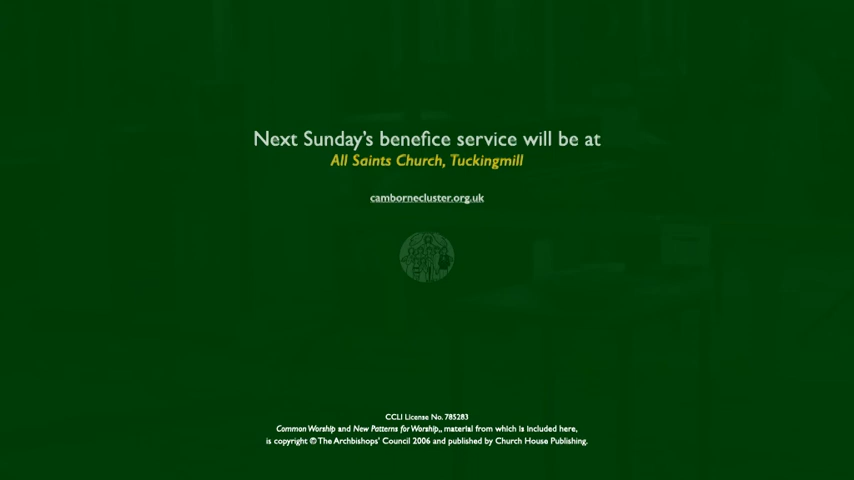 Next Sunday's benefice service will be at
All Saints Church, Tuckingmill
cambornecluster.org.uk
CCLI License No. 785283
Common Worship and New Patterns for Worship,, material from which is included here,
is copyright © The Archbishops' Council 2006 and published by Church House Publishing.